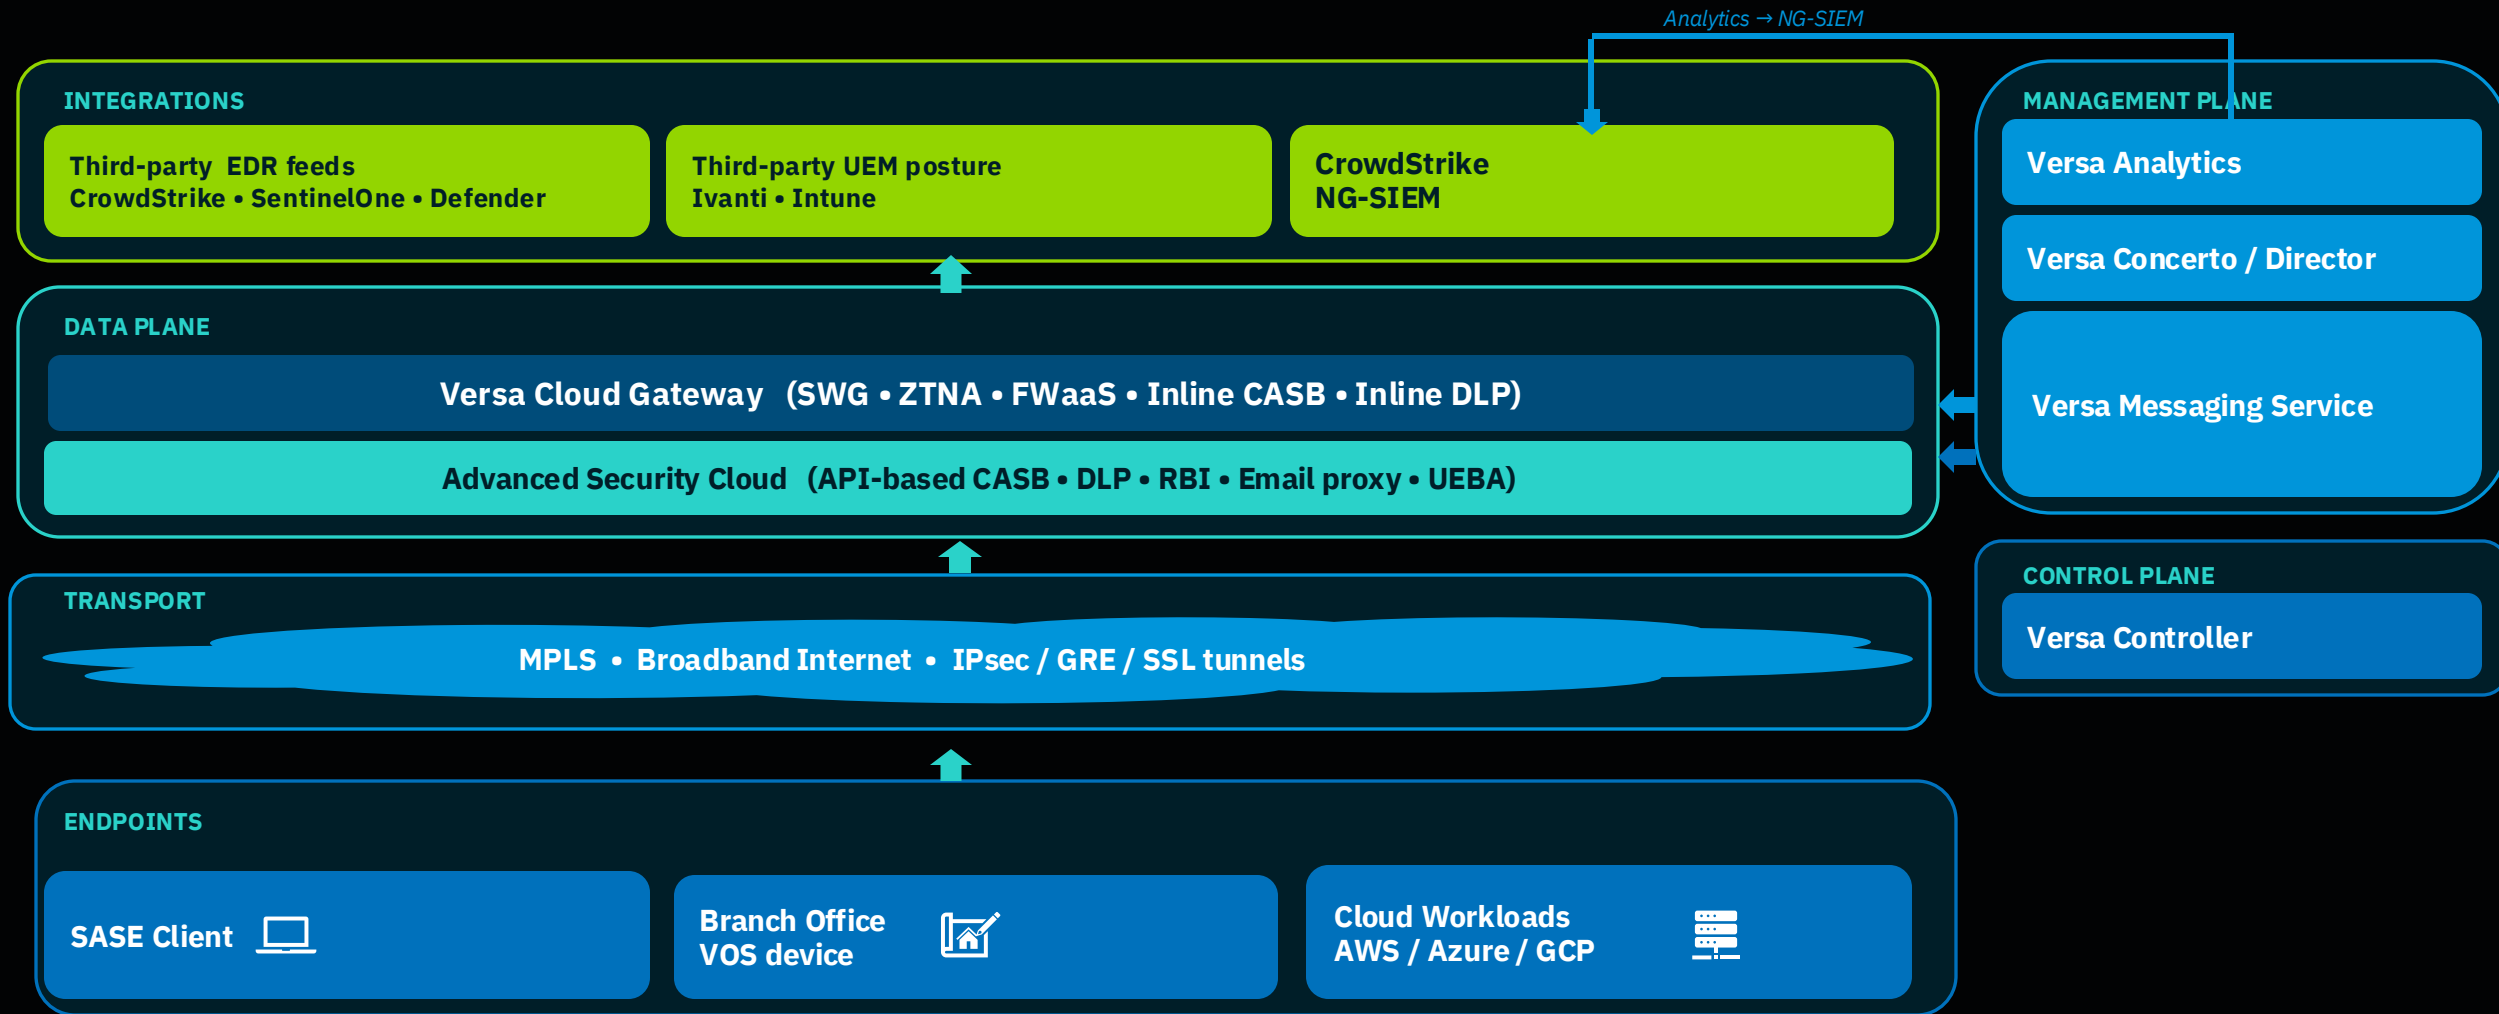 Analytics → NG-SIEM
INTEGRATIONS
Third-party EDR feeds
CrowdStrike • SentinelOne • Defender
Third-party UEM posture
Ivanti • Intune
CrowdStrike
NG-SIEM
MANAGEMENT PLANE
Versa Analytics
Versa Concerto / Director
Versa Messaging Service
DATA PLANE
Versa Cloud Gateway (SWG • ZTNA • FWaaS • Inline CASB • Inline DLP)
Advanced Security Cloud (API-based CASB • DLP • RBI • Email proxy • UEBA)
TRANSPORT
MPLS • Broadband Internet • IPsec / GRE / SSL tunnels
CONTROL PLANE
Versa Controller
ENDPOINTS
SASE Client
Branch Office
VOS device
Cloud Workloads
AWS / Azure / GCP